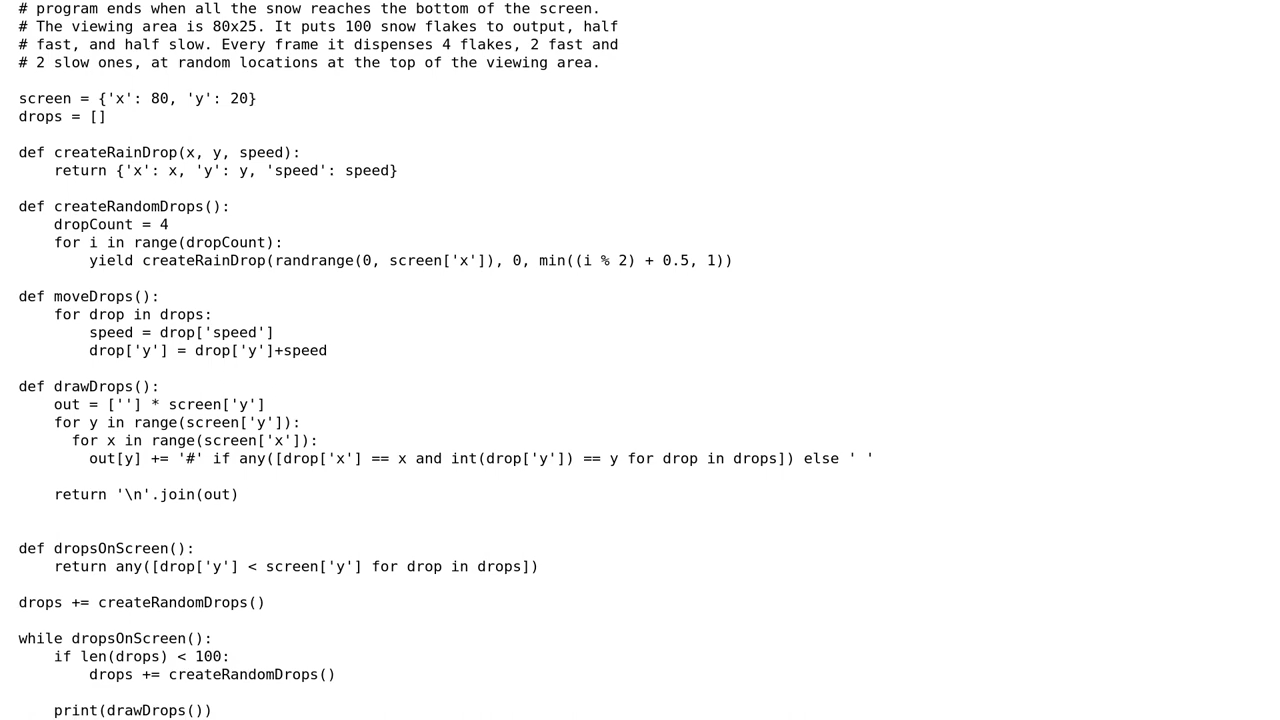 # program ends when all the snow reaches the bottom of the screen.
# The viewing area is 80x25. It puts 100 snow flakes to output, half
# fast, and half slow. Every frame it dispenses 4 flakes, 2 fast and
# 2 slow ones, at random locations at the top of the viewing area.

screen = {'x': 80, 'y': 20}
drops = []

def createRainDrop(x, y, speed):
    return {'x': x, 'y': y, 'speed': speed}

def createRandomDrops():
    dropCount = 4
    for i in range(dropCount):
        yield createRainDrop(randrange(0, screen['x']), 0, min((i % 2) + 0.5, 1))

def moveDrops():
    for drop in drops:
        speed = drop['speed']
        drop['y'] = drop['y']+speed

def drawDrops():
    out = [''] * screen['y']
    for y in range(screen['y']):
      for x in range(screen['x']):
        out[y] += '#' if any([drop['x'] == x and int(drop['y']) == y for drop in drops]) else ' '

    return '\n'.join(out)


def dropsOnScreen():
    return any([drop['y'] < screen['y'] for drop in drops])

drops += createRandomDrops()

while dropsOnScreen():
    if len(drops) < 100:
        drops += createRandomDrops()

    print(drawDrops())